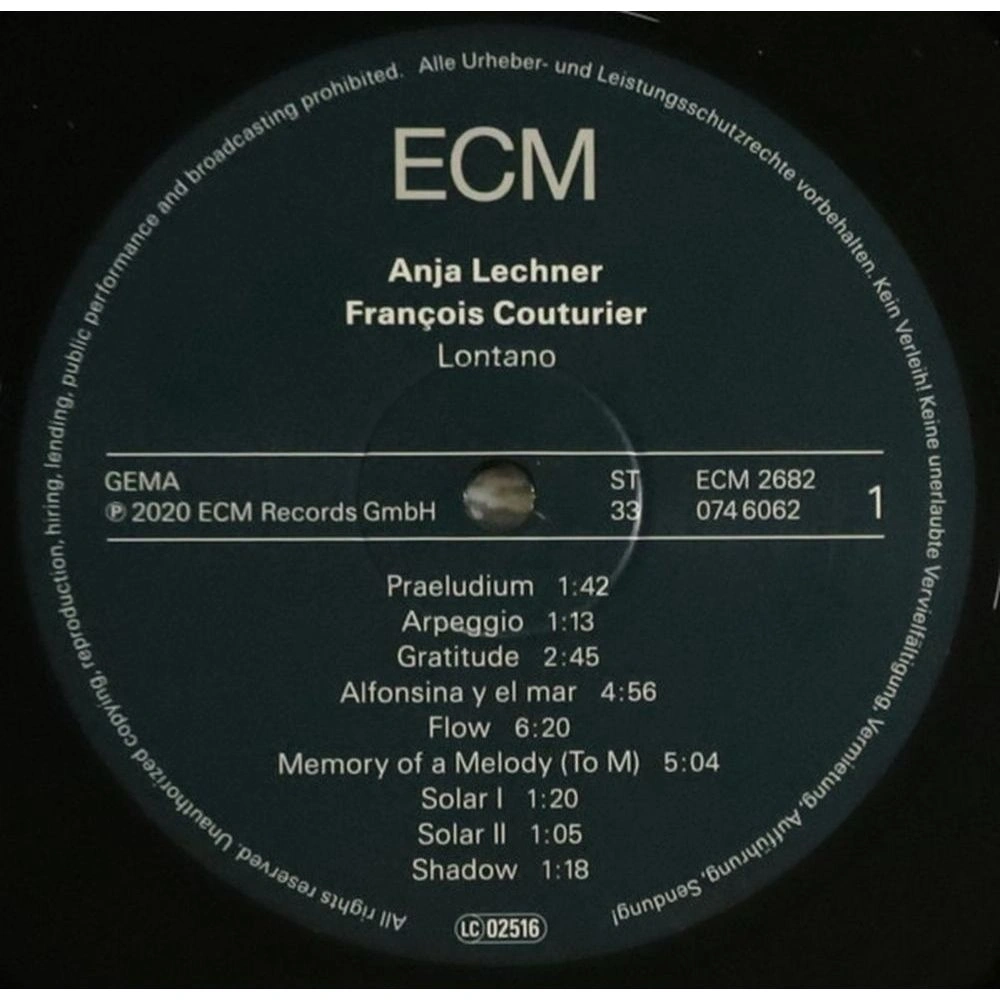 All rights reserved. Unauthorized copying, reproduction, hiring, lending, public performance and broadcasting prohibited. Alle Urheber- und Leistungsschutzrechte vorbehalten. Kein Verleih! Keine unerlaubte Vervielfältigung, Vermietung, Aufführung, Sendung!
ECM
Anja Lechner
François Couturier
Lontano
GEMA ST ECM 2682
℗ 2020 ECM Records GmbH 33 074 6062 1
Praeludium 1:42
Arpeggio 1:13
Gratitude 2:45
Alfonsina y el mar 4:56
Flow 6:20
Memory of a Melody (To M) 5:04
Solar I 1:20
Solar II 1:05
Shadow 1:18
LC 02516